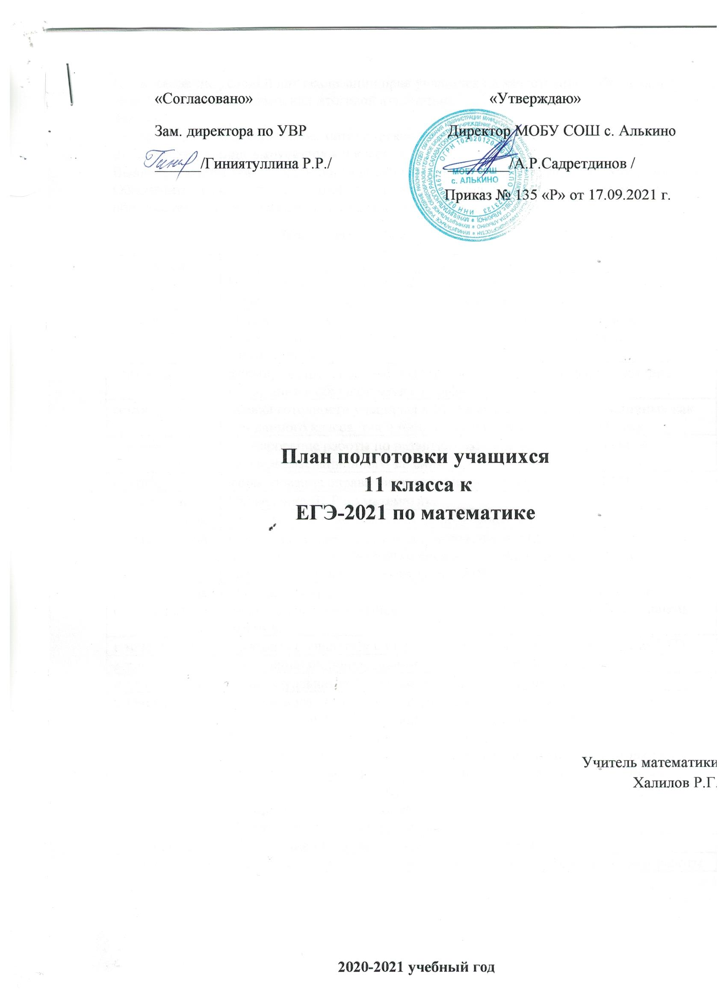 «Согласовано»
«Утверждаю»
Зам. директора по УВР
Директор МОБУ СОШ с. Алькино
/Гиниятуллина Р.Р./
/А.Р.Садретдинов /
МОБУ СОШ
с. АЛЬКИНО
Приказ № 135 «Р» от 17.09.2021 г.
План подготовки учащихся
11 класса к
ЕГЭ-2021 по математике
Учитель математики
Халилов Р.Г.
2020-2021 учебный год